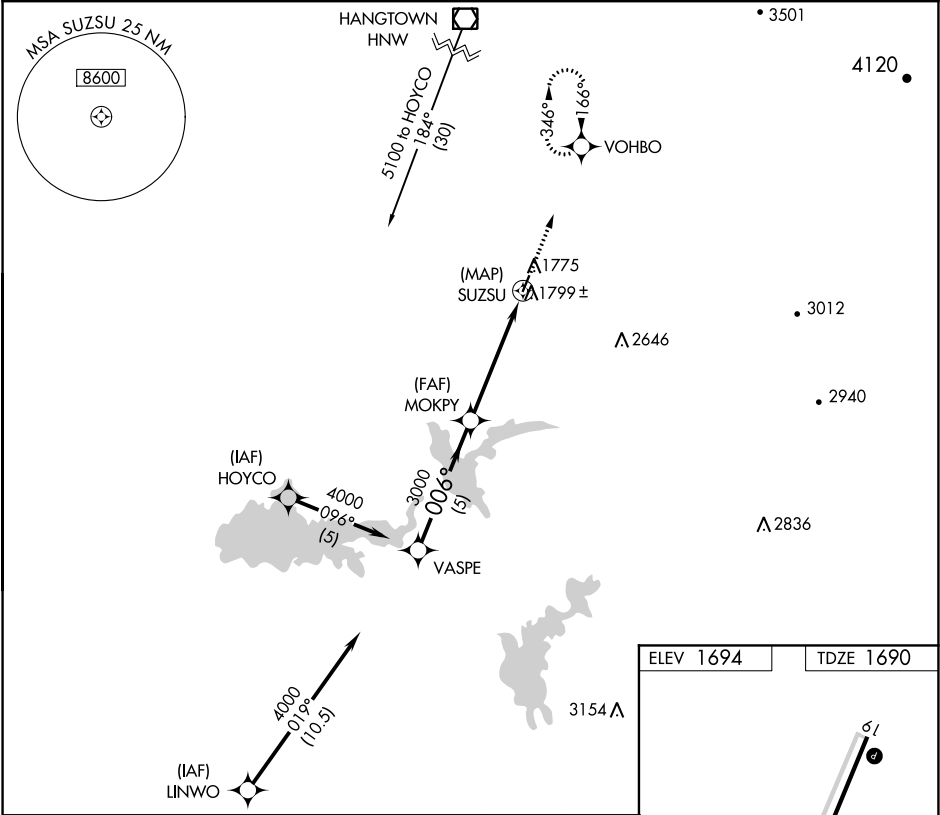 MSA SUZSU 25 NM
8600
HANGTOWN
HNW
5100 to HOYCO
184°
(30)
3501
4120
346°
166°
VOHBO
(MAP)
SUZSU
1775
1799 ±
3012
2646
2940
(FAF)
MOKPY
(IAF)
HOYCO
4000
096°
(5)
3000
006°
(5)
VASPE
2836
4000
019°
(10.5)
(IAF)
LINWO
3154
ELEV 1694
TDZE 1690
19
P